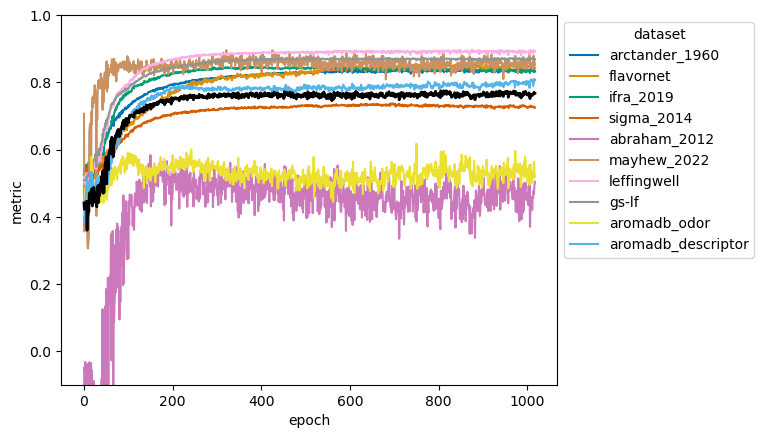 1.0
0.8
0.6
0.4
0.2
0.0
metric
0
200
400
600
800
1000
epoch
dataset
arctander_1960
flavornet
ifra_2019
sigma_2014
abraham_2012
mayhew_2022
leffingwell
gs-lf
aromadb_odor
aromadb_descriptor